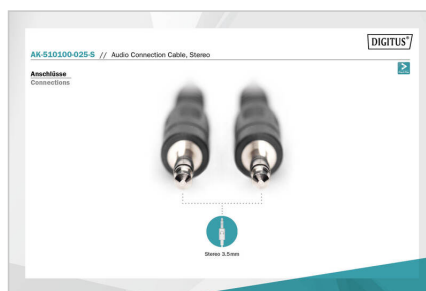 DIGITUS®
AK-510100-025-S // Audio Connection Cable, Stereo
Anschlüsse
Connections
Stereo 3.5mm